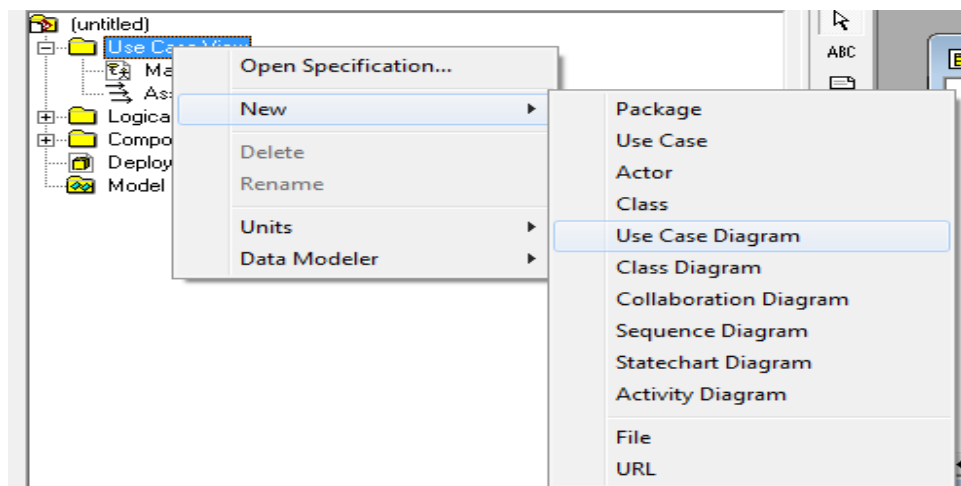 (untitled)
Use Case View
Ma
As
Logica
Compo
Deploy
Model
Open Specification...
New
Delete
Rename
Units
Data Modeler
Package
Use Case
Actor
Class
Use Case Diagram
Class Diagram
Collaboration Diagram
Sequence Diagram
Statechart Diagram
Activity Diagram
File
URL
ABC